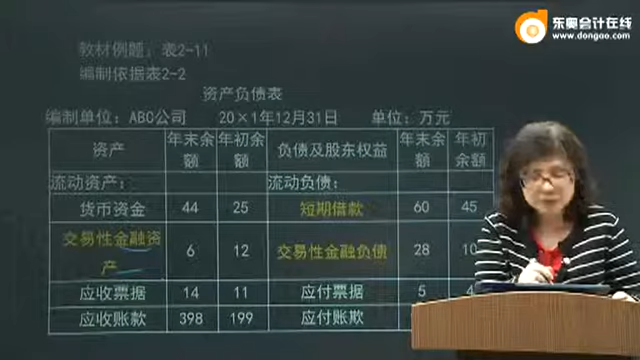 东奥会计在线
www.dongao.com
教材例题：表2-11
编制依据表2-2
资产负债表
编制单位：ABC公司 20×1年12月31日 单位：万元
资产 年末余额 年初余额 负债及股东权益 年末余额 年初余额
流动资产： 流动负债：
货币资金 44 25 短期借款 60 45
交易性金融资产 6 12 交易性金融负债 28 10
应收票据 14 11 应付票据 5
应收账款 398 199 应付账款